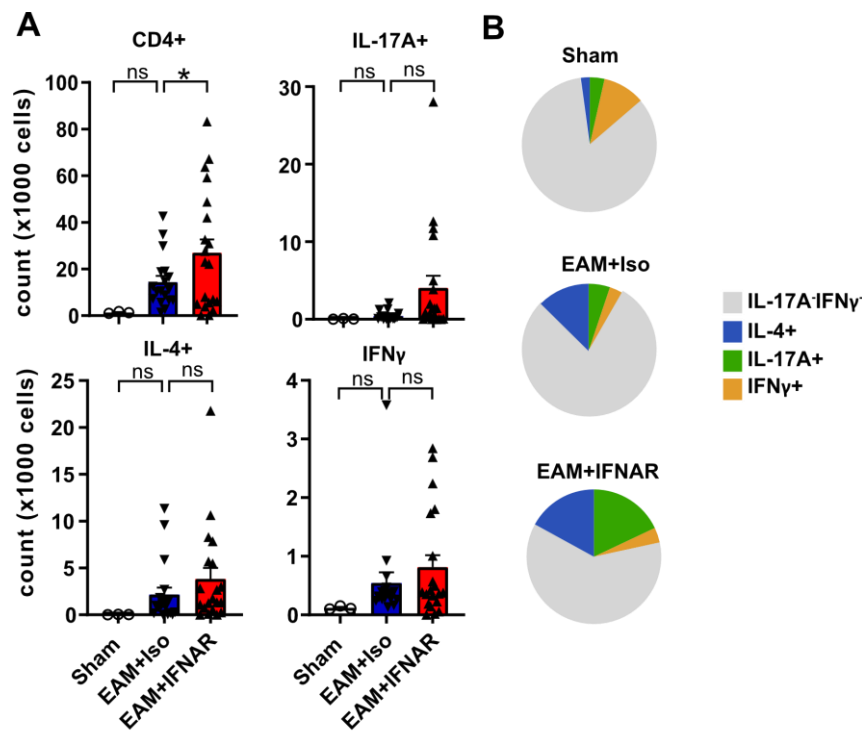 A
CD4+
ns
*
count (x1000 cells)
100
80
60
40
20
0
IL-17A+
ns
ns
30
20
10
0
IL-4+
ns
ns
count (x1000 cells)
25
20
15
10
5
0
Sham
EAM+Iso
EAM+IFNAR
IFNγ
ns
ns
4
3
2
1
0
Sham
EAM+Iso
EAM+IFNAR
B
Sham
EAM+Iso
EAM+IFNAR
IL-17A⁻IFNγ⁻
IL-4+
IL-17A+
IFNγ+